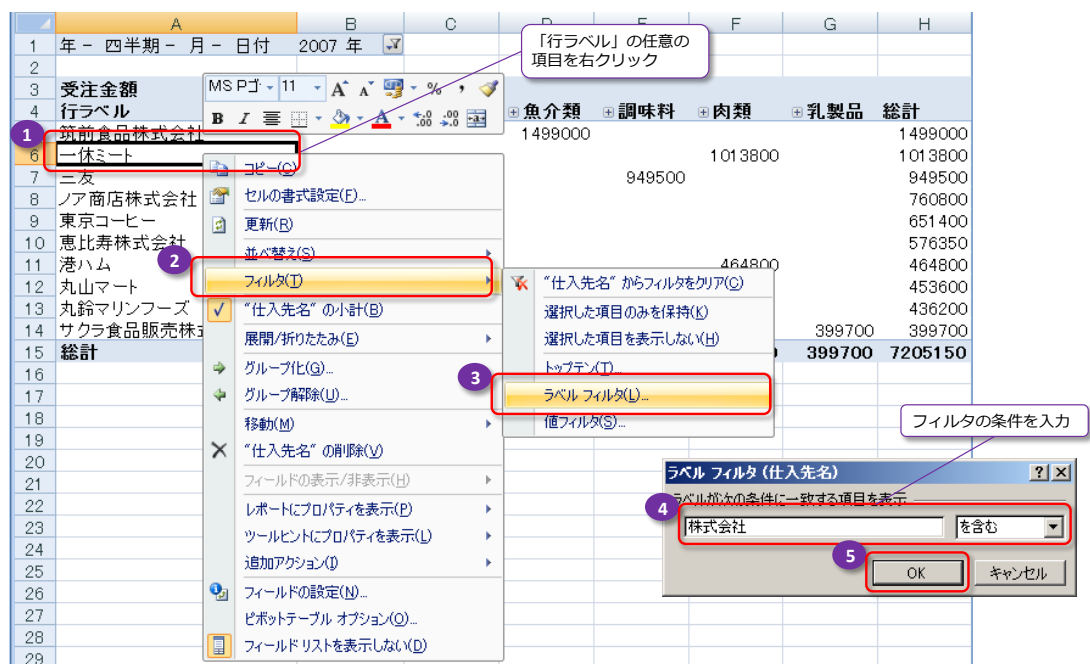 A B C D E F G H
1 年 - 四半期 - 月 - 日付 2007 年
「行ラベル」の任意の
項目を右クリック
2
3 受注金額
MS Pゴ 11 A A % ,
4 行ラベル 魚介類 調味料 肉類 乳製品 総計
B I A
1
筑前食品株式会社 1499000 1499000
6 一休ミート 1013800 1013800
7 三友 949500 949500
8 ノア商店株式会社 760800
9 東京コーヒー 651400
10 恵比寿株式会社 576350
11 港ハム 464800 464800
12 丸山マート 453600
13 丸鈴マリンフーズ 436200
14 サクラ食品販売株式 399700 399700
15 総計 399700 7205150
16
17
18
19
20
21
22
23
24
25
26
27
28
29
コピー(C)
セルの書式設定(F)...
更新(R)
並べ替え(S)
2
フィルタ(T)
"仕入先名" の小計(B)
展開/折りたたみ(E)
グループ化(G)...
グループ解除(U)...
移動(M)
"仕入先名" の削除(V)
フィールドの表示/非表示(H)
レポートにプロパティを表示(P)
ツールヒントにプロパティを表示(L)
追加アクション(I)
フィールドの設定(N)...
ピボットテーブル オプション(O)...
フィールド リストを表示しない(D)
"仕入先名" からフィルタをクリア(C)
選択した項目のみを保持(K)
選択した項目を表示しない(H)
トップテン(T)...
3
ラベル フィルタ(L)...
値フィルタ(S)...
フィルタの条件を入力
ラベル フィルタ (仕入先名)
ラベルが次の条件に一致する項目を表示
4
株式会社 を含む
5
OK キャンセル